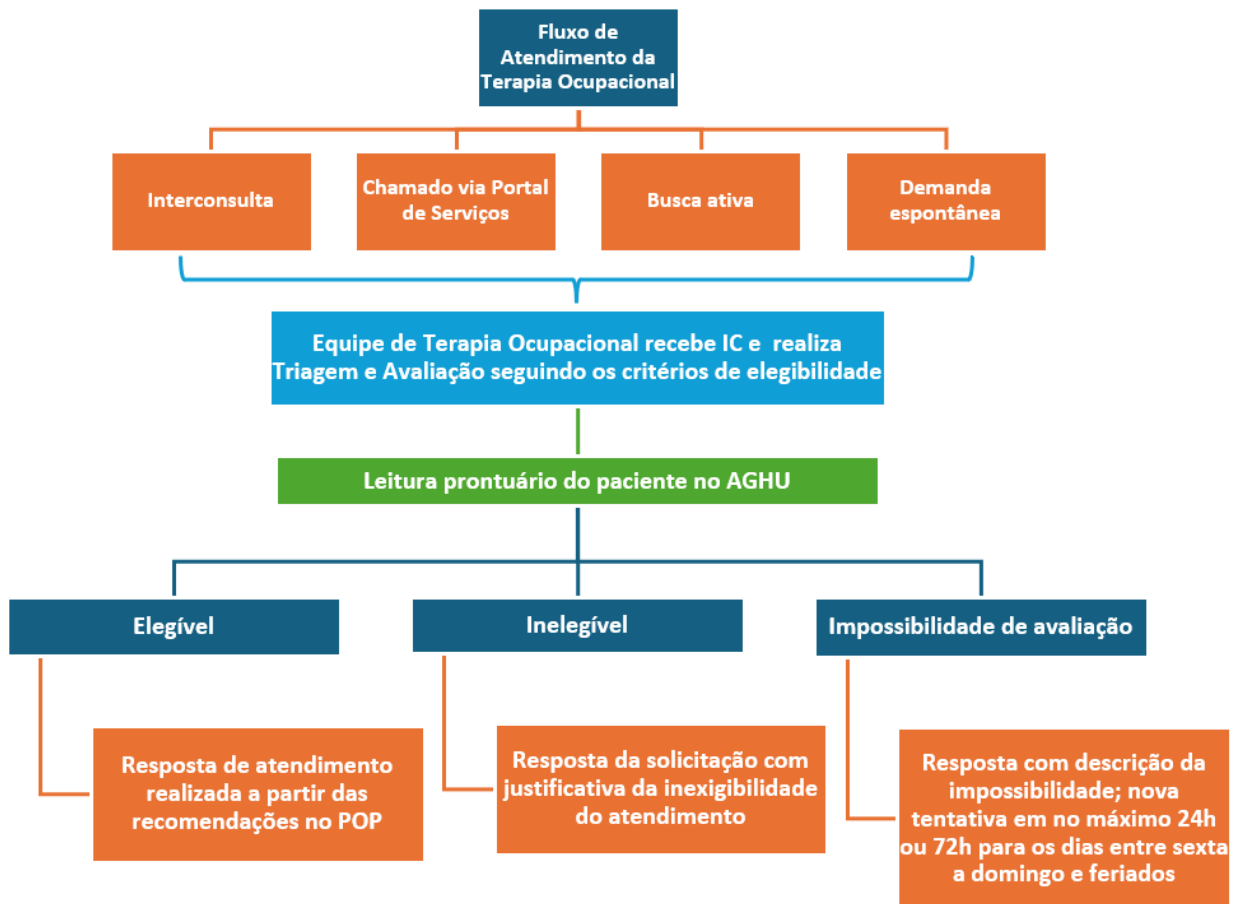 Fluxo de
Atendimento da
Terapia Ocupacional
Interconsulta
Chamado via Portal
de Serviços
Busca ativa
Demanda
espontânea
Equipe de Terapia Ocupacional recebe IC e realiza
Triagem e Avaliação seguindo os critérios de elegibilidade
Leitura prontuário do paciente no AGHU
Elegível
Inelegível
Impossibilidade de avaliação
Resposta de atendimento
realizada a partir das
recomendações no POP
Resposta da solicitação com
justificativa da inexigibilidade
do atendimento
Resposta com descrição da
impossibilidade; nova
tentativa em no máximo 24h
ou 72h para os dias entre sexta
a domingo e feriados